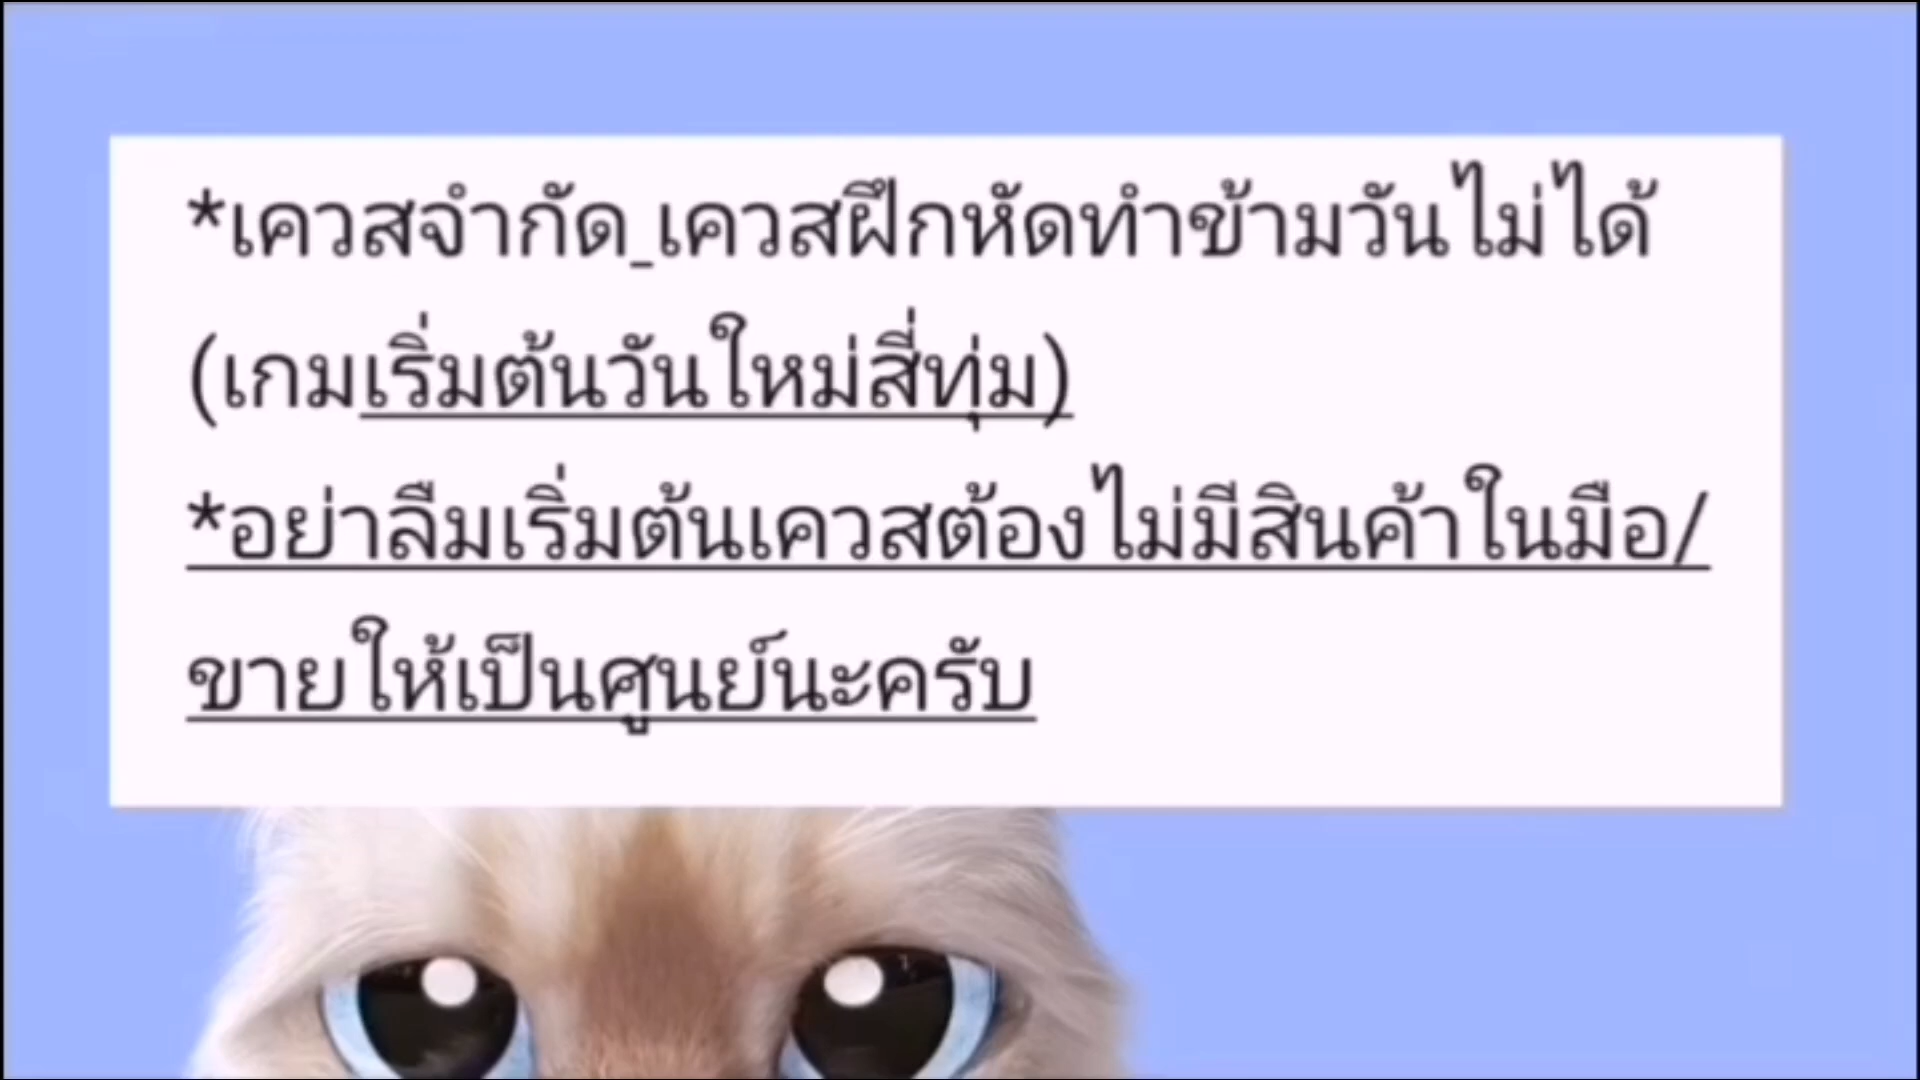 *เควสจำกัด_เควสฝึกหัดทำข้ามวันไม่ได้
(เกมเริ่มต้นวันใหม่สี่ทุ่ม)
*อย่าลืมเริ่มต้นเควสต้องไม่มีสินค้าในมือ/
ขายให้เป็นศูนย์นะครับ